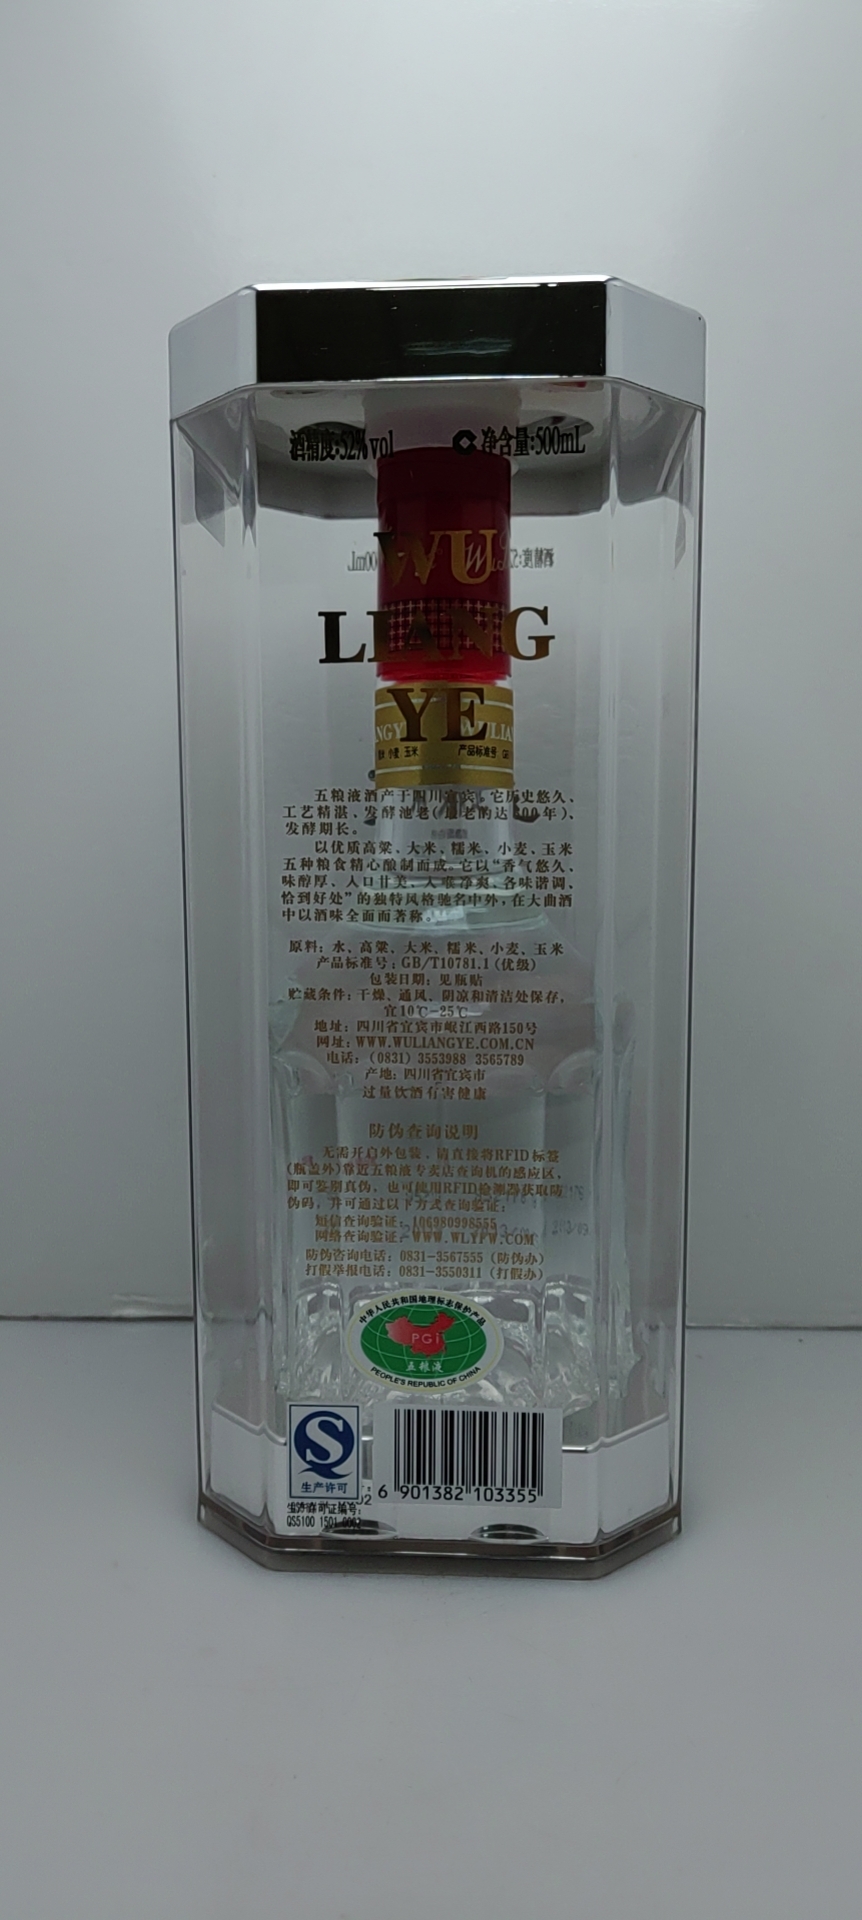 酒精度:52%vol 净含量:500mL
WU
LIANG
YE
产品标准号
五粮液酒产于四川宜宾。它历史悠久、
工艺精湛、发酵池老(最老的达300年)、
发酵期长。
以优质高粱、大米、糯米、小麦、玉米
五种粮食精心酿制而成。它以“香气悠久、
味醇厚、入口甘美、入喉净爽、各味谐调、
恰到好处”的独特风格驰名中外,在大曲酒
中以酒味全面而著称。
原料:水、高粱、大米、糯米、小麦、玉米
产品标准号:GB/T10781.1(优级)
包装日期:见瓶贴
贮藏条件:干燥、通风、阴凉和清洁处保存,
宜10℃-25℃
地址:四川省宜宾市岷江西路150号
网址:WWW.WULIANGYE.COM.CN
电话:(0831) 3553988 3565789
产地:四川省宜宾市
过量饮酒有害健康
防伪查询说明
无需开启外包装,请直接将RFID标签
(瓶盖外)靠近五粮液专卖店查询机的感应区,
即可鉴别真伪。也可使用RFID检测器获取防
伪码,并可通过以下方式查询验证:
短信查询验证:106980998555
网络查询验证:WWW.WLYFW.COM
防伪咨询电话:0831-3567555(防伪办)
打假举报电话:0831-3550311(打假办)
中华人民共和国地理标志保护产品
PGI
五粮液
PEOPLE'S REPUBLIC OF CHINA
生产许可
6 901382 103355
生产许可证编号:
QS5100 1501 0002